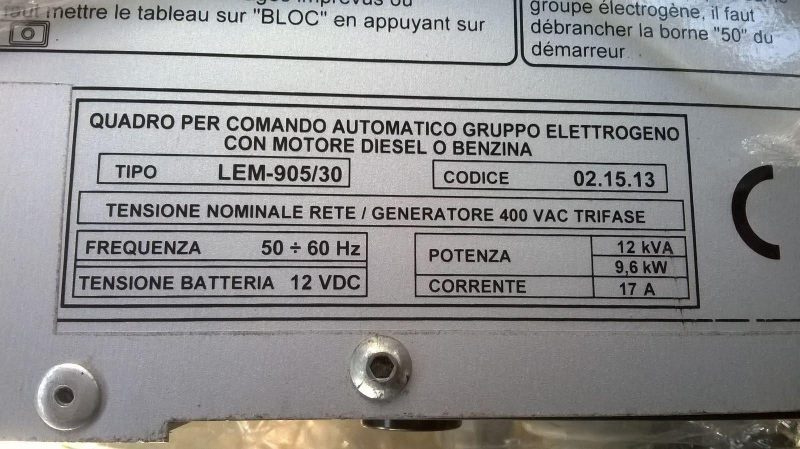 imprévus ou
faut mettre le tableau sur "BLOC" en appuyant sur
groupe électrogène, il faut
débrancher la borne "50" du
démarreur
QUADRO PER COMANDO AUTOMATICO GRUPPO ELETTROGENO
CON MOTORE DIESEL O BENZINA
TIPO LEM-905/30 CODICE 02.15.13
TENSIONE NOMINALE RETE / GENERATORE 400 VAC TRIFASE
FREQUENZA 50 ÷ 60 Hz
TENSIONE BATTERIA 12 VDC
POTENZA 12 kVA
9,6 kW
CORRENTE 17 A
C